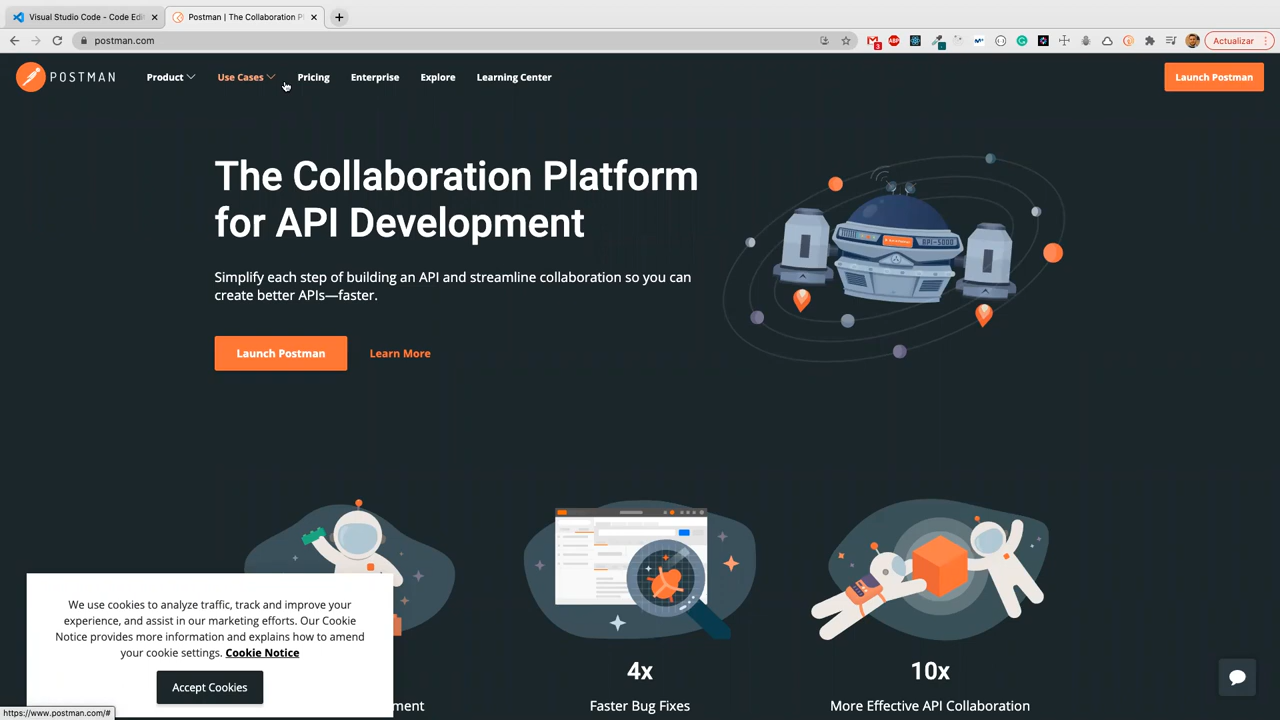 Visual Studio Code - Code Edi
Postman | The Collaboration Pl
postman.com
3
ABP
Actualizar
POSTMAN
Product
Use Cases
Pricing
Enterprise
Explore
Learning Center
Launch Postman
The Collaboration Platform
for API Development
API-5000
Simplify each step of building an API and streamline collaboration so you can
create better APIs—faster.
Launch Postman
Learn More
We use cookies to analyze traffic, track and improve your
experience, and assist in our marketing efforts. Our Cookie
Notice provides more information and explains how to amend
your cookie settings. Cookie Notice
Accept Cookies
ment
4x
Faster Bug Fixes
10x
More Effective API Collaboration
https://www.postman.com/#